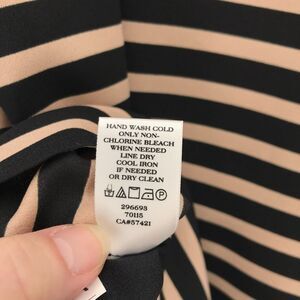 HAND WASH COLD
ONLY NON-
CHLORINE BLEACH
WHEN NEEDED
LINE DRY
COOL IRON
IF NEEDED
OR DRY CLEAN
296693
70115
CA#57421